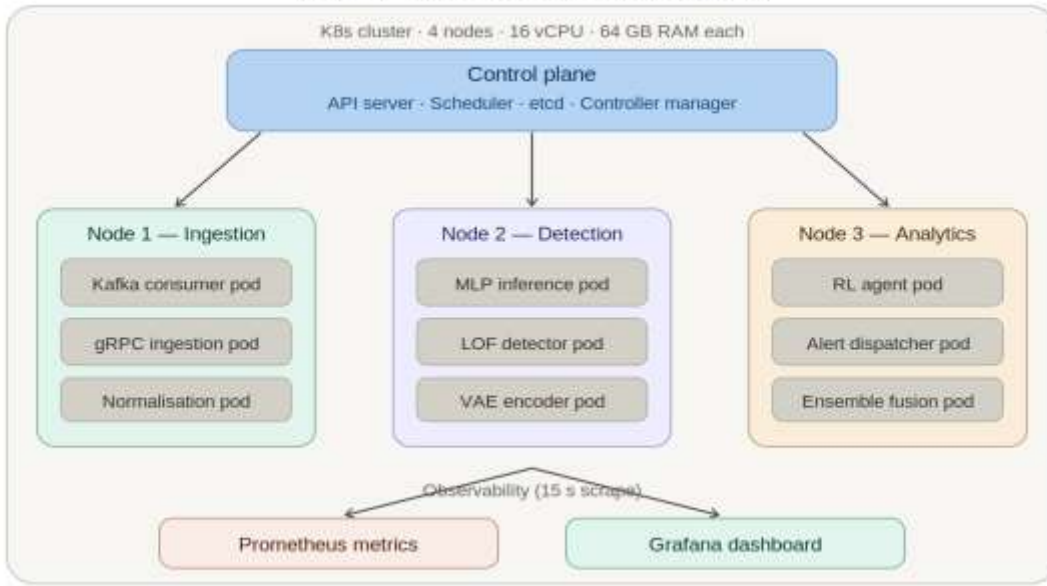 K8s cluster · 4 nodes · 16 vCPU · 64 GB RAM each
Control plane
API server · Scheduler · etcd · Controller manager
Node 1 — Ingestion
Kafka consumer pod
gRPC ingestion pod
Normalisation pod
Node 2 — Detection
MLP inference pod
LOF detector pod
VAE encoder pod
Node 3 — Analytics
RL agent pod
Alert dispatcher pod
Ensemble fusion pod
Observability (15 s scrape)
Prometheus metrics
Grafana dashboard